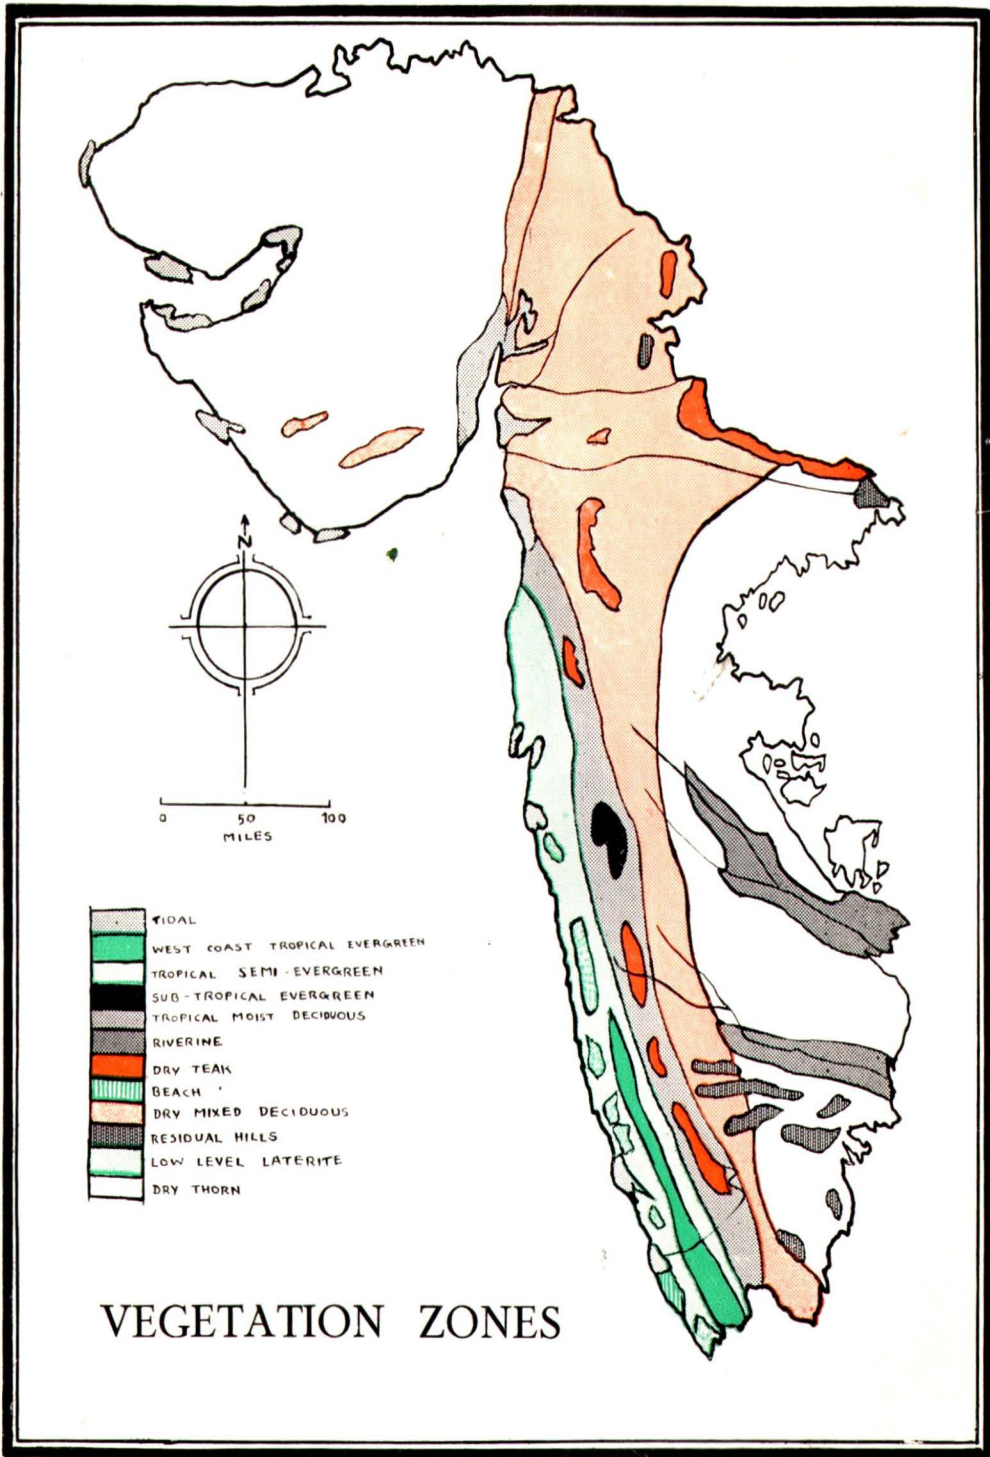 N
0 50 100
MILES
TIDAL
WEST COAST TROPICAL EVERGREEN
TROPICAL SEMI-EVERGREEN
SUB-TROPICAL EVERGREEN
TROPICAL MOIST DECIDUOUS
RIVERINE
DRY TEAK
BEACH
DRY MIXED DECIDUOUS
RESIDUAL HILLS
LOW LEVEL LATERITE
DRY THORN
VEGETATION ZONES